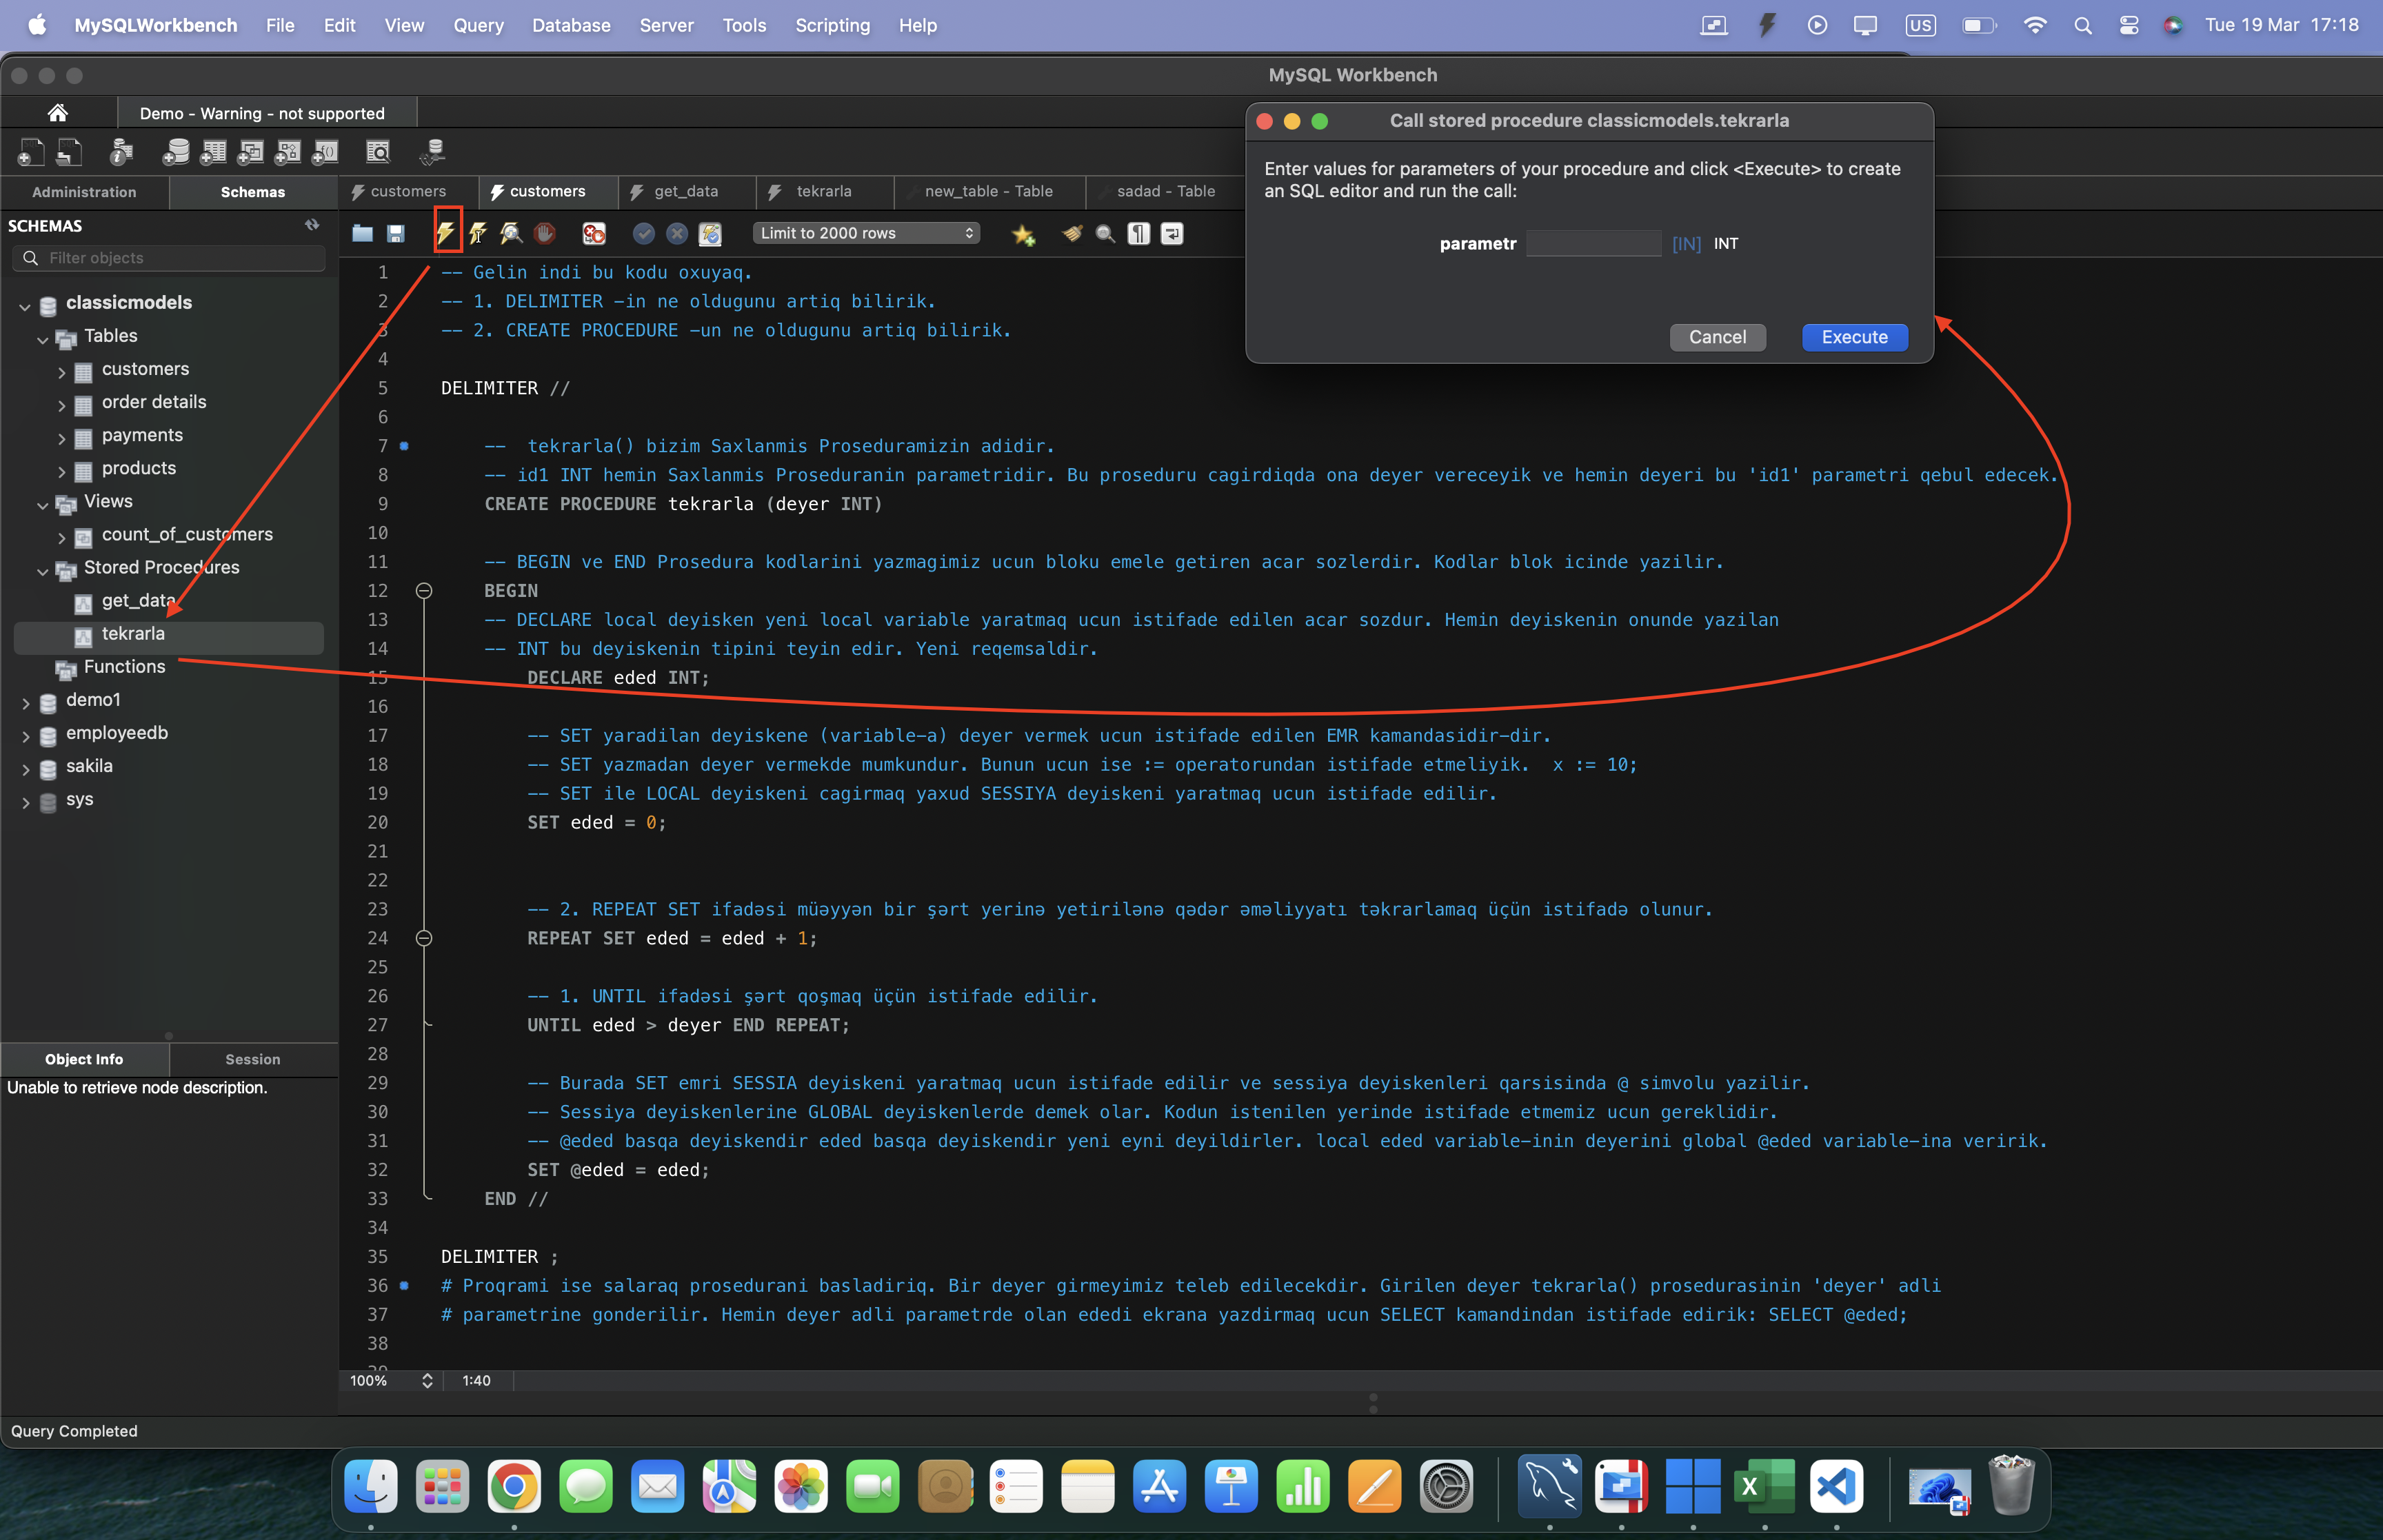 MySQLWorkbench File Edit View Query Database Server Tools Scripting Help US Tue 19 Mar 17:18
MySQL Workbench
Demo - Warning - not supported
Administration Schemas customers customers get_data tekrarla new_table - Table sadad - Table
SCHEMAS
Filter objects
classicmodels
Tables
customers
order details
payments
products
Views
count_of_customers
Stored Procedures
get_data
tekrarla
Functions
demo1
employeedb
sakila
sys
Object Info Session
Unable to retrieve node description.
Limit to 2000 rows
1 -- Gelin indi bu kodu oxuyaq.
2 -- 1. DELIMITER -in ne oldugunu artiq bilirik.
3 -- 2. CREATE PROCEDURE -un ne oldugunu artiq bilirik.
4
5 DELIMITER //
6
7 -- tekrarla() bizim Saxlanmis Proseduramizin adidir.
8 -- id1 INT hemin Saxlanmis Proseduranin parametridir. Bu proseduru cagirdiqda ona deyer vereceyik ve hemin deyeri bu 'id1' parametri qebul edecek.
9 CREATE PROCEDURE tekrarla (deyer INT)
10
11 -- BEGIN ve END Prosedura kodlarini yazmagimiz ucun bloku emele getiren acar sozlerdir. Kodlar blok icinde yazilir.
12 BEGIN
13 -- DECLARE local deyisken yeni local variable yaratmaq ucun istifade edilen acar sozdur. Hemin deyiskenin onunde yazilan
14 -- INT bu deyiskenin tipini teyin edir. Yeni reqemsaldir.
15 DECLARE eded INT;
16
17 -- SET yaradilan deyiskene (variable-a) deyer vermek ucun istifade edilen EMR kamandasidir-dir.
18 -- SET yazmadan deyer vermekde mumkundur. Bunun ucun ise := operatorundan istifade etmeliyik. x := 10;
19 -- SET ile LOCAL deyiskeni cagirmaq yaxud SESSIYA deyiskeni yaratmaq ucun istifade edilir.
20 SET eded = 0;
21
22
23 -- 2. REPEAT SET ifadəsi müəyyən bir şərt yerinə yetirilənə qədər əməliyyatı təkrarlamaq üçün istifadə olunur.
24 REPEAT SET eded = eded + 1;
25
26 -- 1. UNTIL ifadəsi şərt qoşmaq üçün istifade edilir.
27 UNTIL eded > deyer END REPEAT;
28
29 -- Burada SET emri SESSIA deyiskeni yaratmaq ucun istifade edilir ve sessiya deyiskenleri qarsisinda @ simvolu yazilir.
30 -- Sessiya deyiskenlerine GLOBAL deyiskenlerde demek olar. Kodun istenilen yerinde istifade etmemiz ucun gereklidir.
31 -- @eded basqa deyiskendir eded basqa deyiskendir yeni eyni deyildirler. local eded variable-inin deyerini global @eded variable-ina veririk.
32 SET @eded = eded;
33 END //
34
35 DELIMITER ;
36 # Proqrami ise salaraq prosedurani basladiriq. Bir deyer girmeyimiz teleb edilecekdir. Girilen deyer tekrarla() prosedurasinin 'deyer' adli
37 # parametrine gonderilir. Hemin deyer adli parametrde olan ededi ekrana yazdirmaq ucun SELECT kamandindan istifade edirik: SELECT @eded;
38
39
100% 1:40
Query Completed
Call stored procedure classicmodels.tekrarla
Enter values for parameters of your procedure and click <Execute> to create
an SQL editor and run the call:
parametr [IN] INT
Cancel Execute